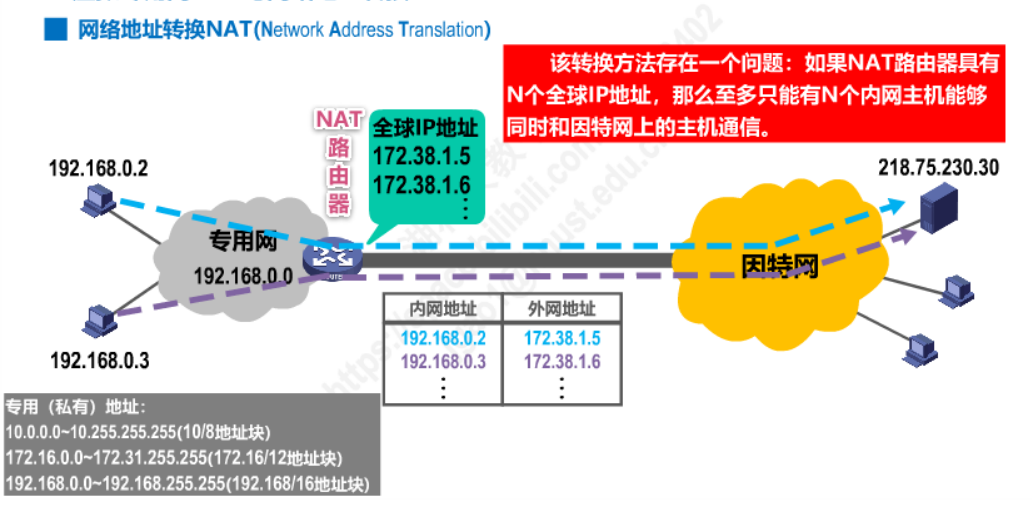 网络地址转换NAT(Network Address Translation)
该转换方法存在一个问题：如果NAT路由器具有
N个全球IP地址，那么至多只能有N个内网主机能够
同时和因特网上的主机通信。
NAT
路
由
器
全球IP地址
172.38.1.5
172.38.1.6
⋮
192.168.0.2
218.75.230.30
专用网
192.168.0.0
因特网
192.168.0.3
内网地址 外网地址
192.168.0.2 172.38.1.5
192.168.0.3 172.38.1.6
⋮ ⋮
专用（私有）地址：
10.0.0.0~10.255.255.255(10/8地址块)
172.16.0.0~172.31.255.255(172.16/12地址块)
192.168.0.0~192.168.255.255(192.168/16地址块)